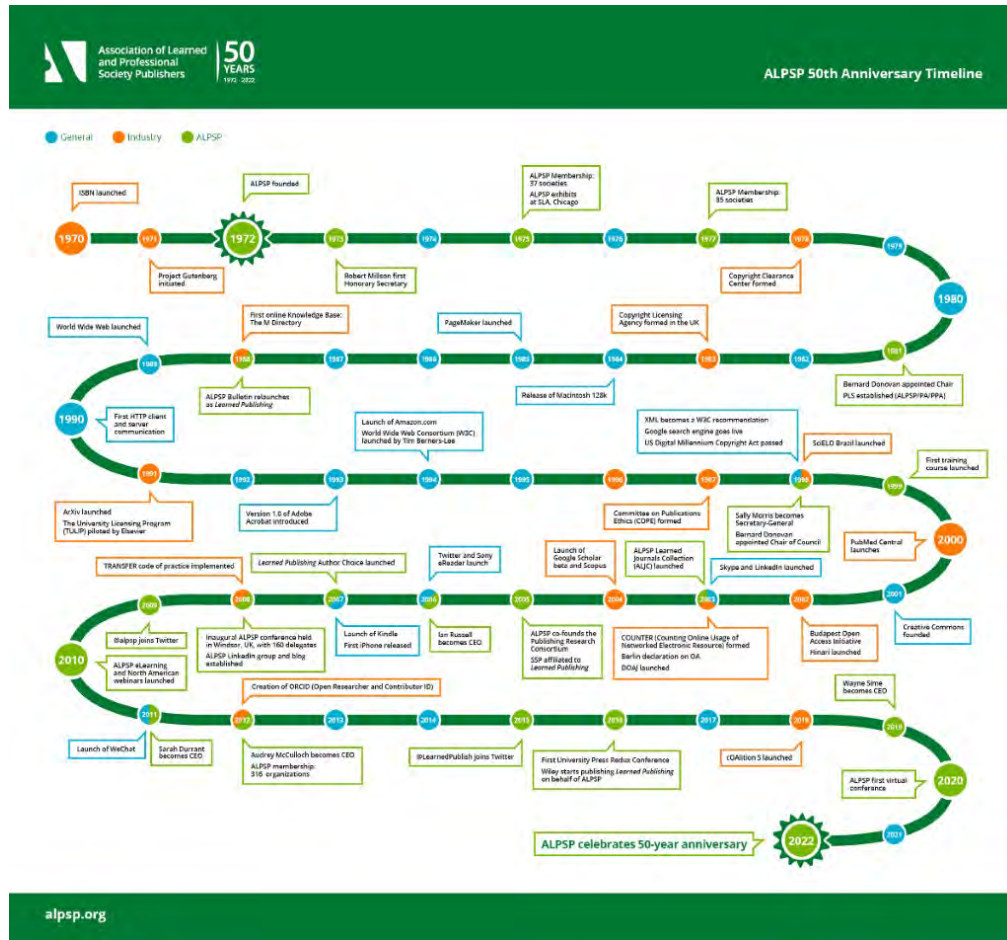 Association of Learned
and Professional
Society Publishers
50
YEARS
1972 - 2022
ALPSP 50th Anniversary Timeline
General
Industry
ALPSP
ISBN launched
ALPSP founded
ALPSP Membership:
37 societies
ALPSP exhibits
at SLA, Chicago
ALPSP Membership:
35 societies
1970
1971
1972
1973
1974
1975
1976
1977
1978
1979
Project Gutenberg
initiated
Robert Millson first
Honorary Secretary
Copyright Clearance
Center formed
1980
World Wide Web launched
First online Knowledge Base:
The M Directory
PageMaker launched
Copyright Licensing
Agency formed in the UK
1989
1988
1987
1986
1985
1984
1983
1982
1981
ALPSP Bulletin relaunches
as Learned Publishing
Release of Macintosh 128k
Bernard Donovan appointed Chair
PLS established (ALPSP/PA/PPA)
1990
First HTTP client
and server
communication
Launch of Amazon.com
World Wide Web Consortium (W3C)
launched by Tim Berners-Lee
XML becomes a W3C recommendation
Google search engine goes live
US Digital Millennium Copyright Act passed
SciELO Brazil launched
First training
course launched
1991
1992
1993
1994
1995
1996
1997
1998
1999
ArXiv launched
The University Licensing Program
(TULIP) piloted by Elsevier
Version 1.0 of Adobe
Acrobat introduced
Committee on Publications
Ethics (COPE) formed
Sally Morris becomes
Secretary-General
Bernard Donovan
appointed Chair of Council
PubMed Central
launches
2000
TRANSFER code of practice implemented
Learned Publishing Author Choice launched
Twitter and Sony
eReader launch
Launch of
Google Scholar
beta and Scopus
ALPSP Learned
Journals Collection
(ALJC) launched
Skype and LinkedIn launched
2009
2008
2007
2006
2005
2004
2003
2002
2001
@alpsp joins Twitter
Inaugural ALPSP conference held
in Windsor, UK, with 160 delegates
ALPSP LinkedIn group and blog
established
Launch of Kindle
First iPhone released
Ian Russell
becomes CEO
ALPSP co-founds the
Publishing Research
Consortium
SSP affiliated to
Learned Publishing
COUNTER (Counting Online Usage of
Networked Electronic Resource) formed
Berlin declaration on OA
DOAJ launched
Budapest Open
Access Initiative
Hinari launched
Creative Commons
founded
2010
ALPSP eLearning
and North American
webinars launched
Creation of ORCID (Open Researcher and Contributor ID)
Wayne Sime
becomes CEO
2011
2012
2013
2014
2015
2016
2017
2018
2019
Launch of WeChat
Sarah Durrant
becomes CEO
Audrey McCulloch becomes CEO
ALPSP membership:
316 organizations
@LearnedPublish joins Twitter
First University Press Redux Conference
Wiley starts publishing Learned Publishing
on behalf of ALPSP
cOAlition S launched
ALPSP first virtual
conference
2020
ALPSP celebrates 50-year anniversary
2022
2021
alpsp.org